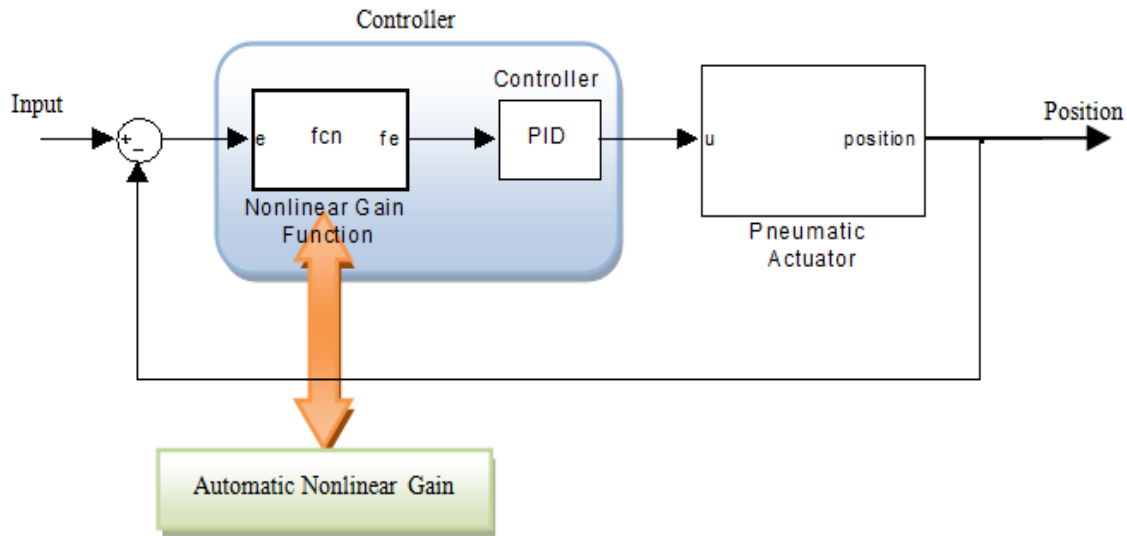 Controller
Input
+
-
e
fcn
fe
Nonlinear Gain
Function
Controller
PID
u
position
Pneumatic
Actuator
Position
Automatic Nonlinear Gain